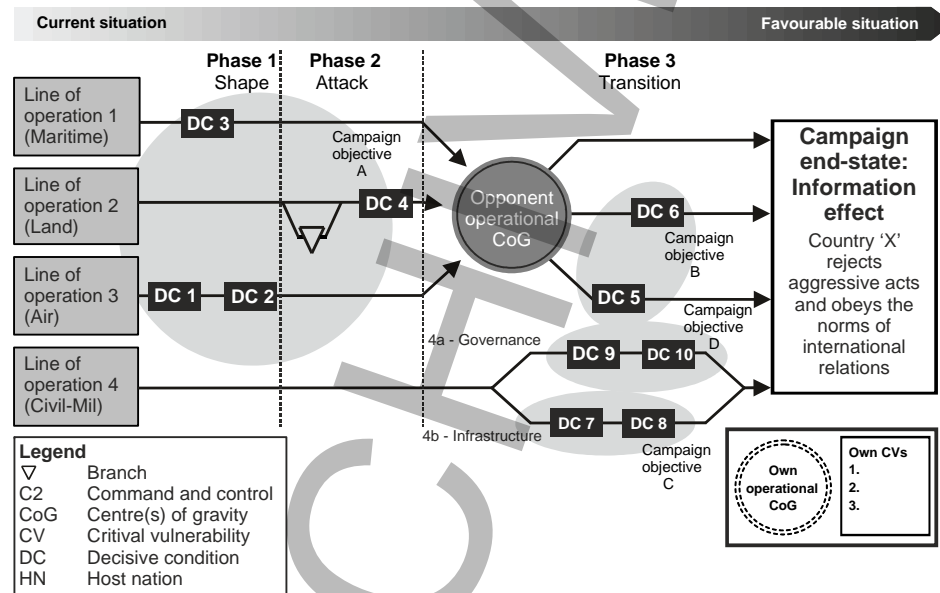 Current situation
Favourable situation
Phase 1
Shape
Phase 2
Attack
Phase 3
Transition
Line of
operation 1
(Maritime)
DC 3
Campaign
objective
A
Line of
operation 2
(Land)
DC 4
Opponent
operational
CoG
DC 6
Campaign
objective
B
Line of
operation 3
(Air)
DC 1
DC 2
DC 5
Campaign
objective
D
4a - Governance
DC 9
DC 10
Line of
operation 4
(Civil-Mil)
4b - Infrastructure
DC 7
DC 8
Campaign
objective
C
Campaign
end-state:
Information
effect
Country ‘X’
rejects
aggressive acts
and obeys the
norms of
international
relations
Legend
Branch
C2 Command and control
CoG Centre(s) of gravity
CV Critival vulnerability
DC Decisive condition
HN Host nation
Own
operational
CoG
Own CVs
1.
2.
3.